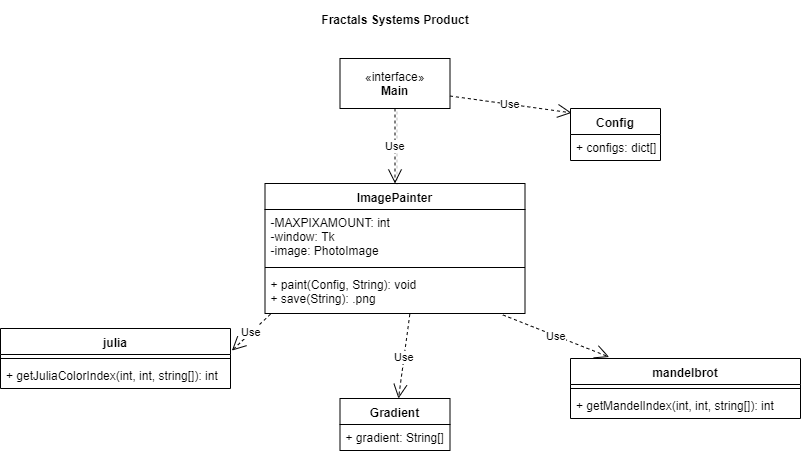 Fractals Systems Product
«interface»
Main
Use
Config
+ configs: dict[]
Use
ImagePainter
-MAXPIXAMOUNT: int
-window: Tk
-image: PhotoImage
+ paint(Config, String): void
+ save(String): .png
Use
julia
+ getJuliaColorIndex(int, int, string[]): int
Use
Gradient
+ gradient: String[]
Use
mandelbrot
+ getMandelIndex(int, int, string[]): int